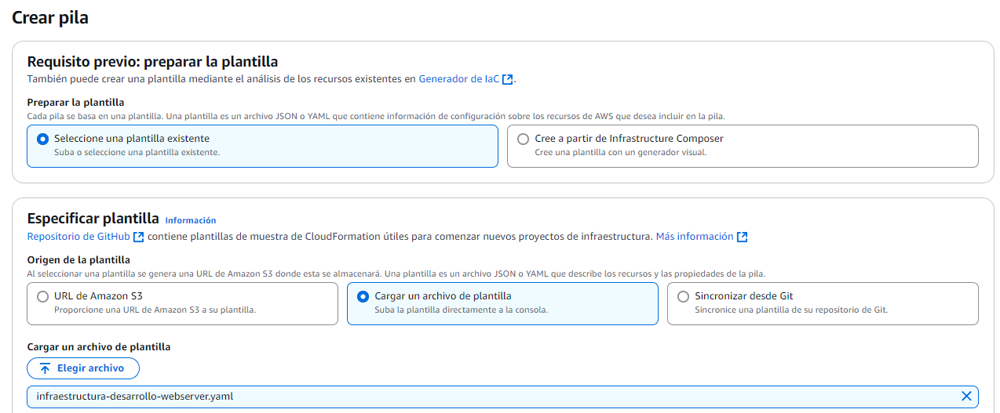 Crear pila
Requisito previo: preparar la plantilla
También puede crear una plantilla mediante el análisis de los recursos existentes en Generador de IaC.
Preparar la plantilla
Cada pila se basa en una plantilla. Una plantilla es un archivo JSON o YAML que contiene información de configuración sobre los recursos de AWS que desea incluir en la pila.
Seleccione una plantilla existente
Suba o seleccione una plantilla existente.
Cree a partir de Infrastructure Composer
Cree una plantilla con un generador visual.
Especificar plantilla Información
Repositorio de GitHub contiene plantillas de muestra de CloudFormation útiles para comenzar nuevos proyectos de infraestructura. Más información
Origen de la plantilla
Al seleccionar una plantilla se genera una URL de Amazon S3 donde esta se almacenará. Una plantilla es un archivo JSON o YAML que describe los recursos y las propiedades de la pila.
URL de Amazon S3
Proporcione una URL de Amazon S3 a su plantilla.
Cargar un archivo de plantilla
Suba la plantilla directamente a la consola.
Sincronizar desde Git
Sincronice una plantilla de su repositorio de Git.
Cargar un archivo de plantilla
Elegir archivo
infraestructura-desarrollo-webserver.yaml